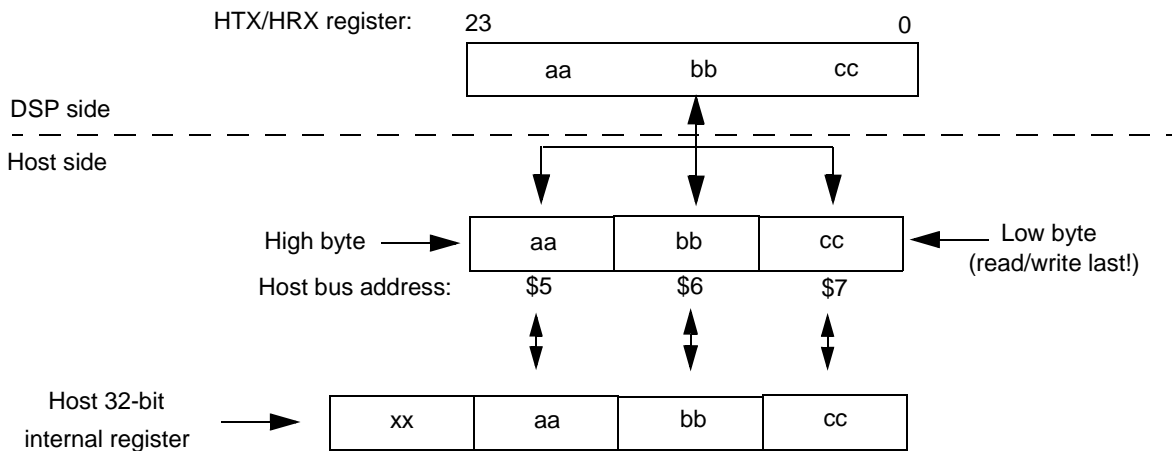 HTX/HRX register: 23 0
aa bb cc
DSP side
Host side
High byte aa bb cc Low byte
(read/write last!)
Host bus address: $5 $6 $7
Host 32-bit
internal register
xx aa bb cc